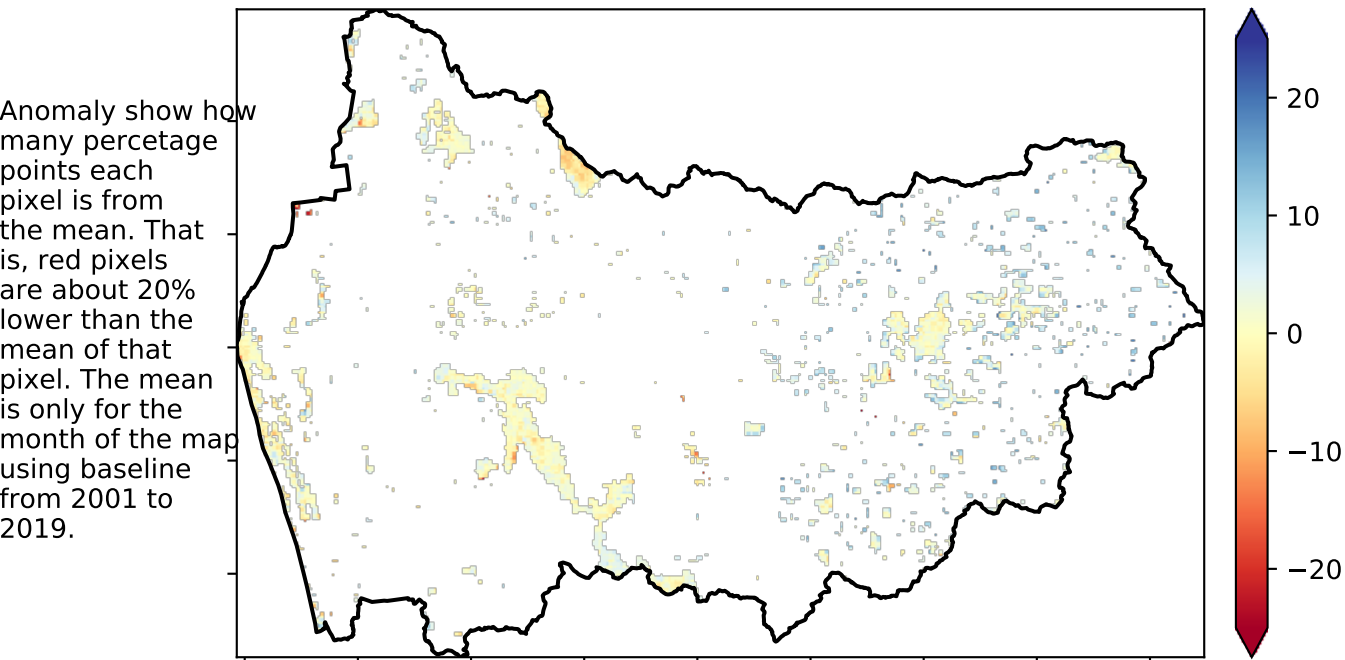 Anomaly show how
many percetage
points each
pixel is from
the mean. That
is, red pixels
are about 20%
lower than the
mean of that
pixel. The mean
is only for the
month of the map
using baseline
from 2001 to
2019.
20
10
0
−10
−20